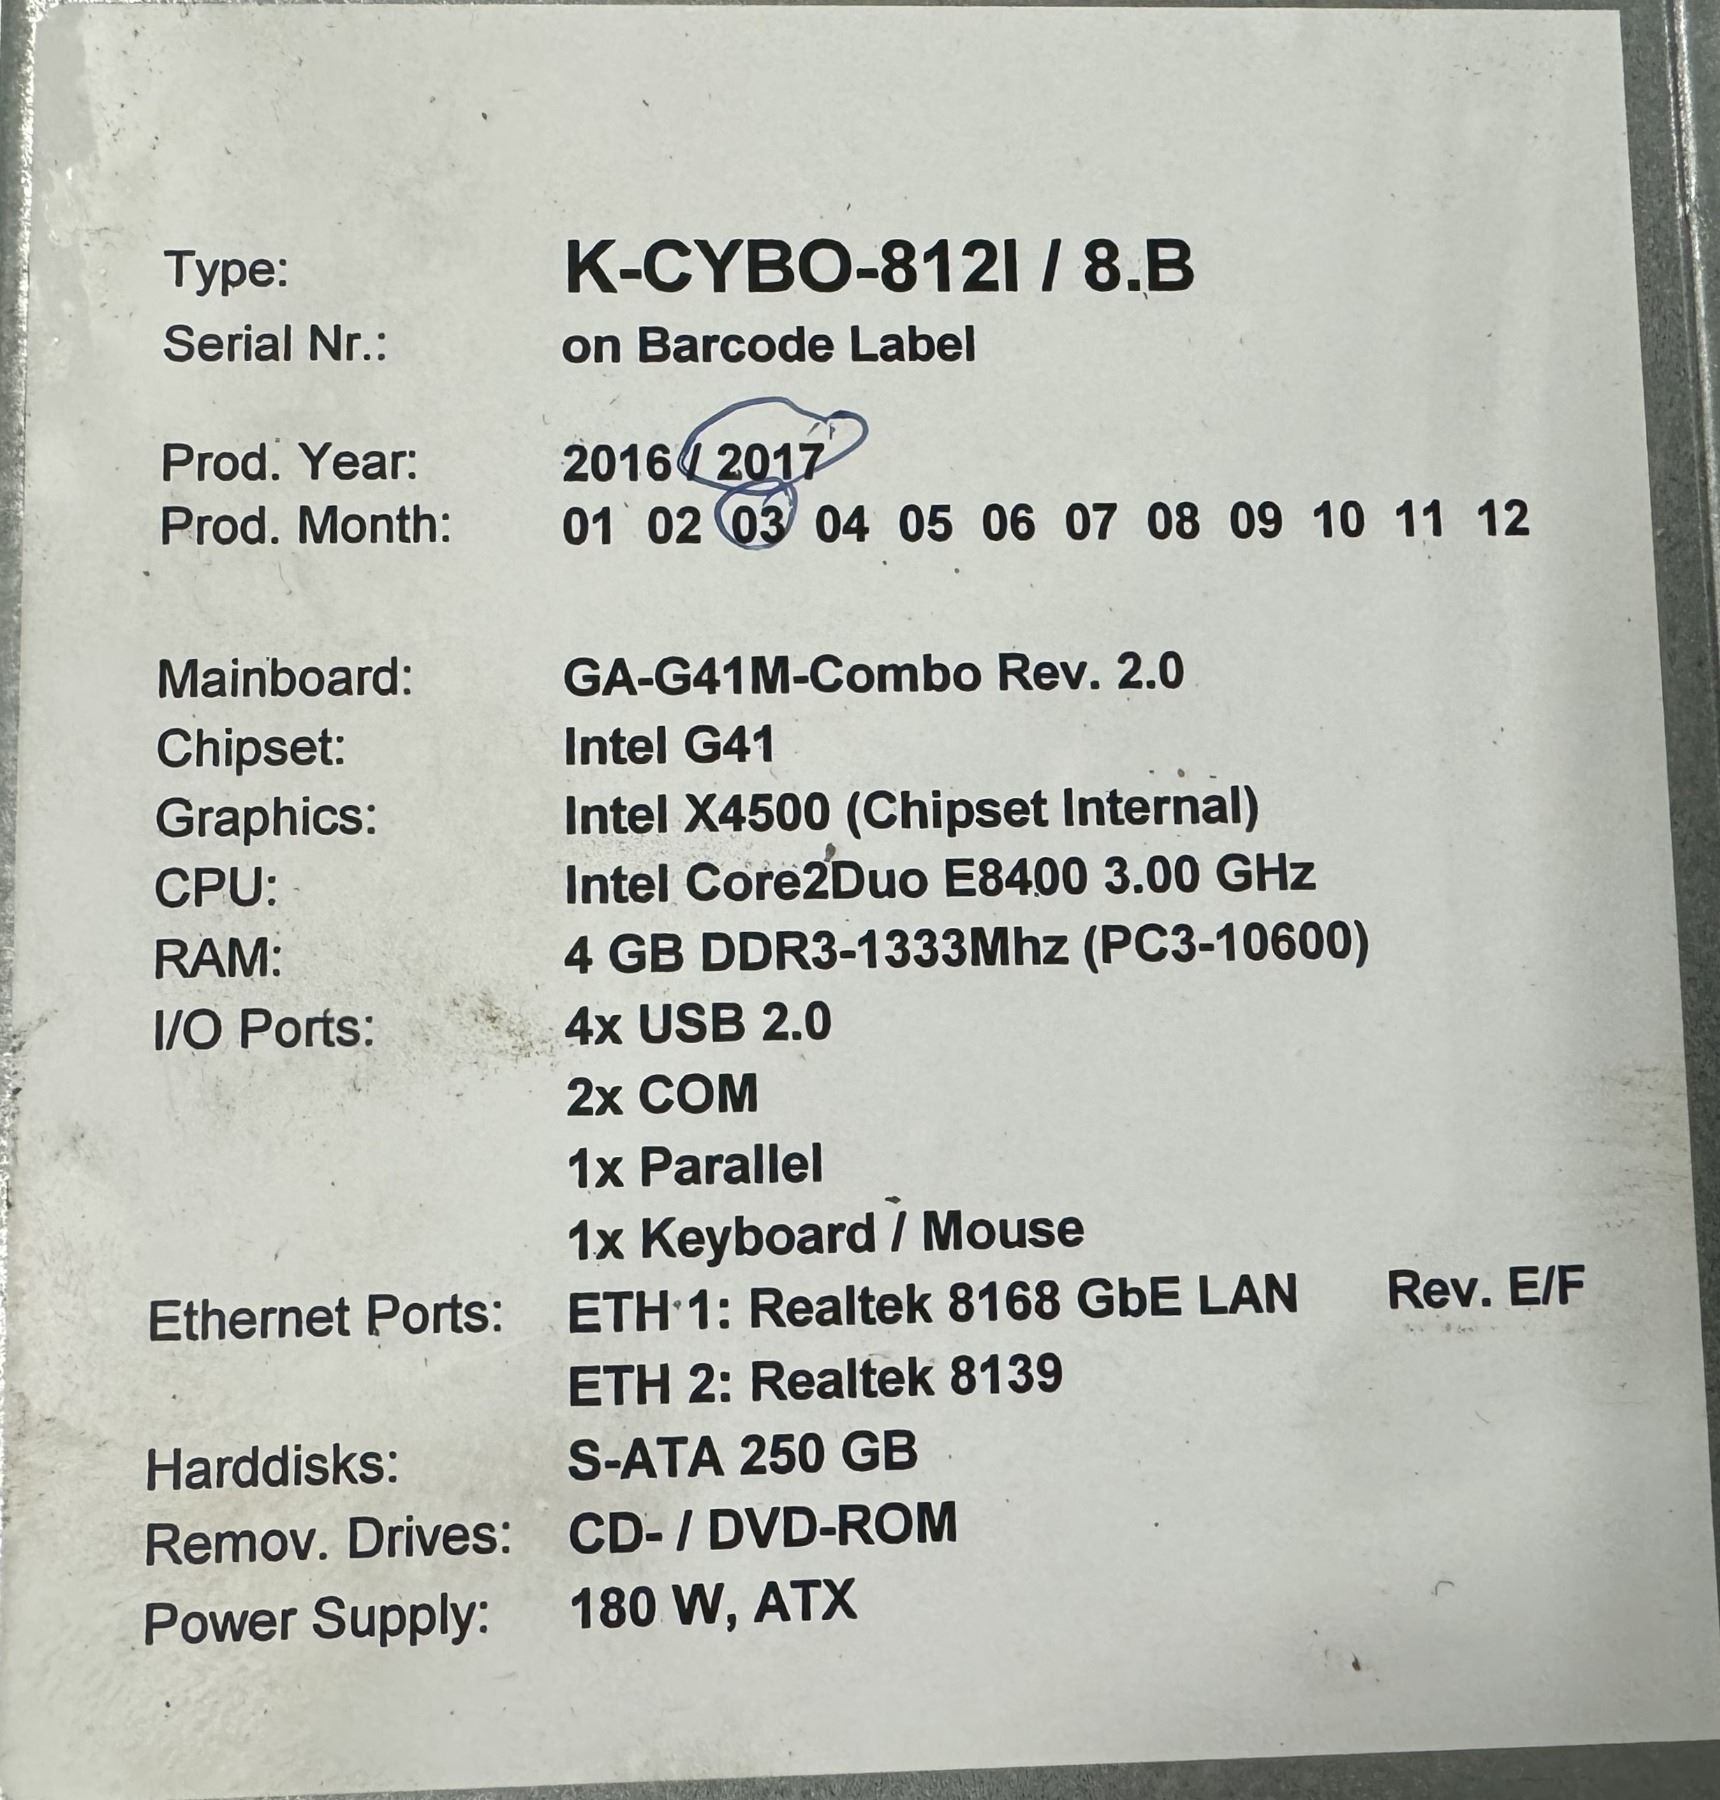 Type: K-CYBO-812I / 8.B
Serial Nr.: on Barcode Label
Prod. Year: 2016 / 2017
Prod. Month: 01 02 03 04 05 06 07 08 09 10 11 12
Mainboard: GA-G41M-Combo Rev. 2.0
Chipset: Intel G41
Graphics: Intel X4500 (Chipset Internal)
CPU: Intel Core2Duo E8400 3.00 GHz
RAM: 4 GB DDR3-1333Mhz (PC3-10600)
I/O Ports: 4x USB 2.0
2x COM
1x Parallel
1x Keyboard / Mouse
Ethernet Ports: ETH 1: Realtek 8168 GbE LAN Rev. E/F
ETH 2: Realtek 8139
Harddisks: S-ATA 250 GB
Remov. Drives: CD- / DVD-ROM
Power Supply: 180 W, ATX